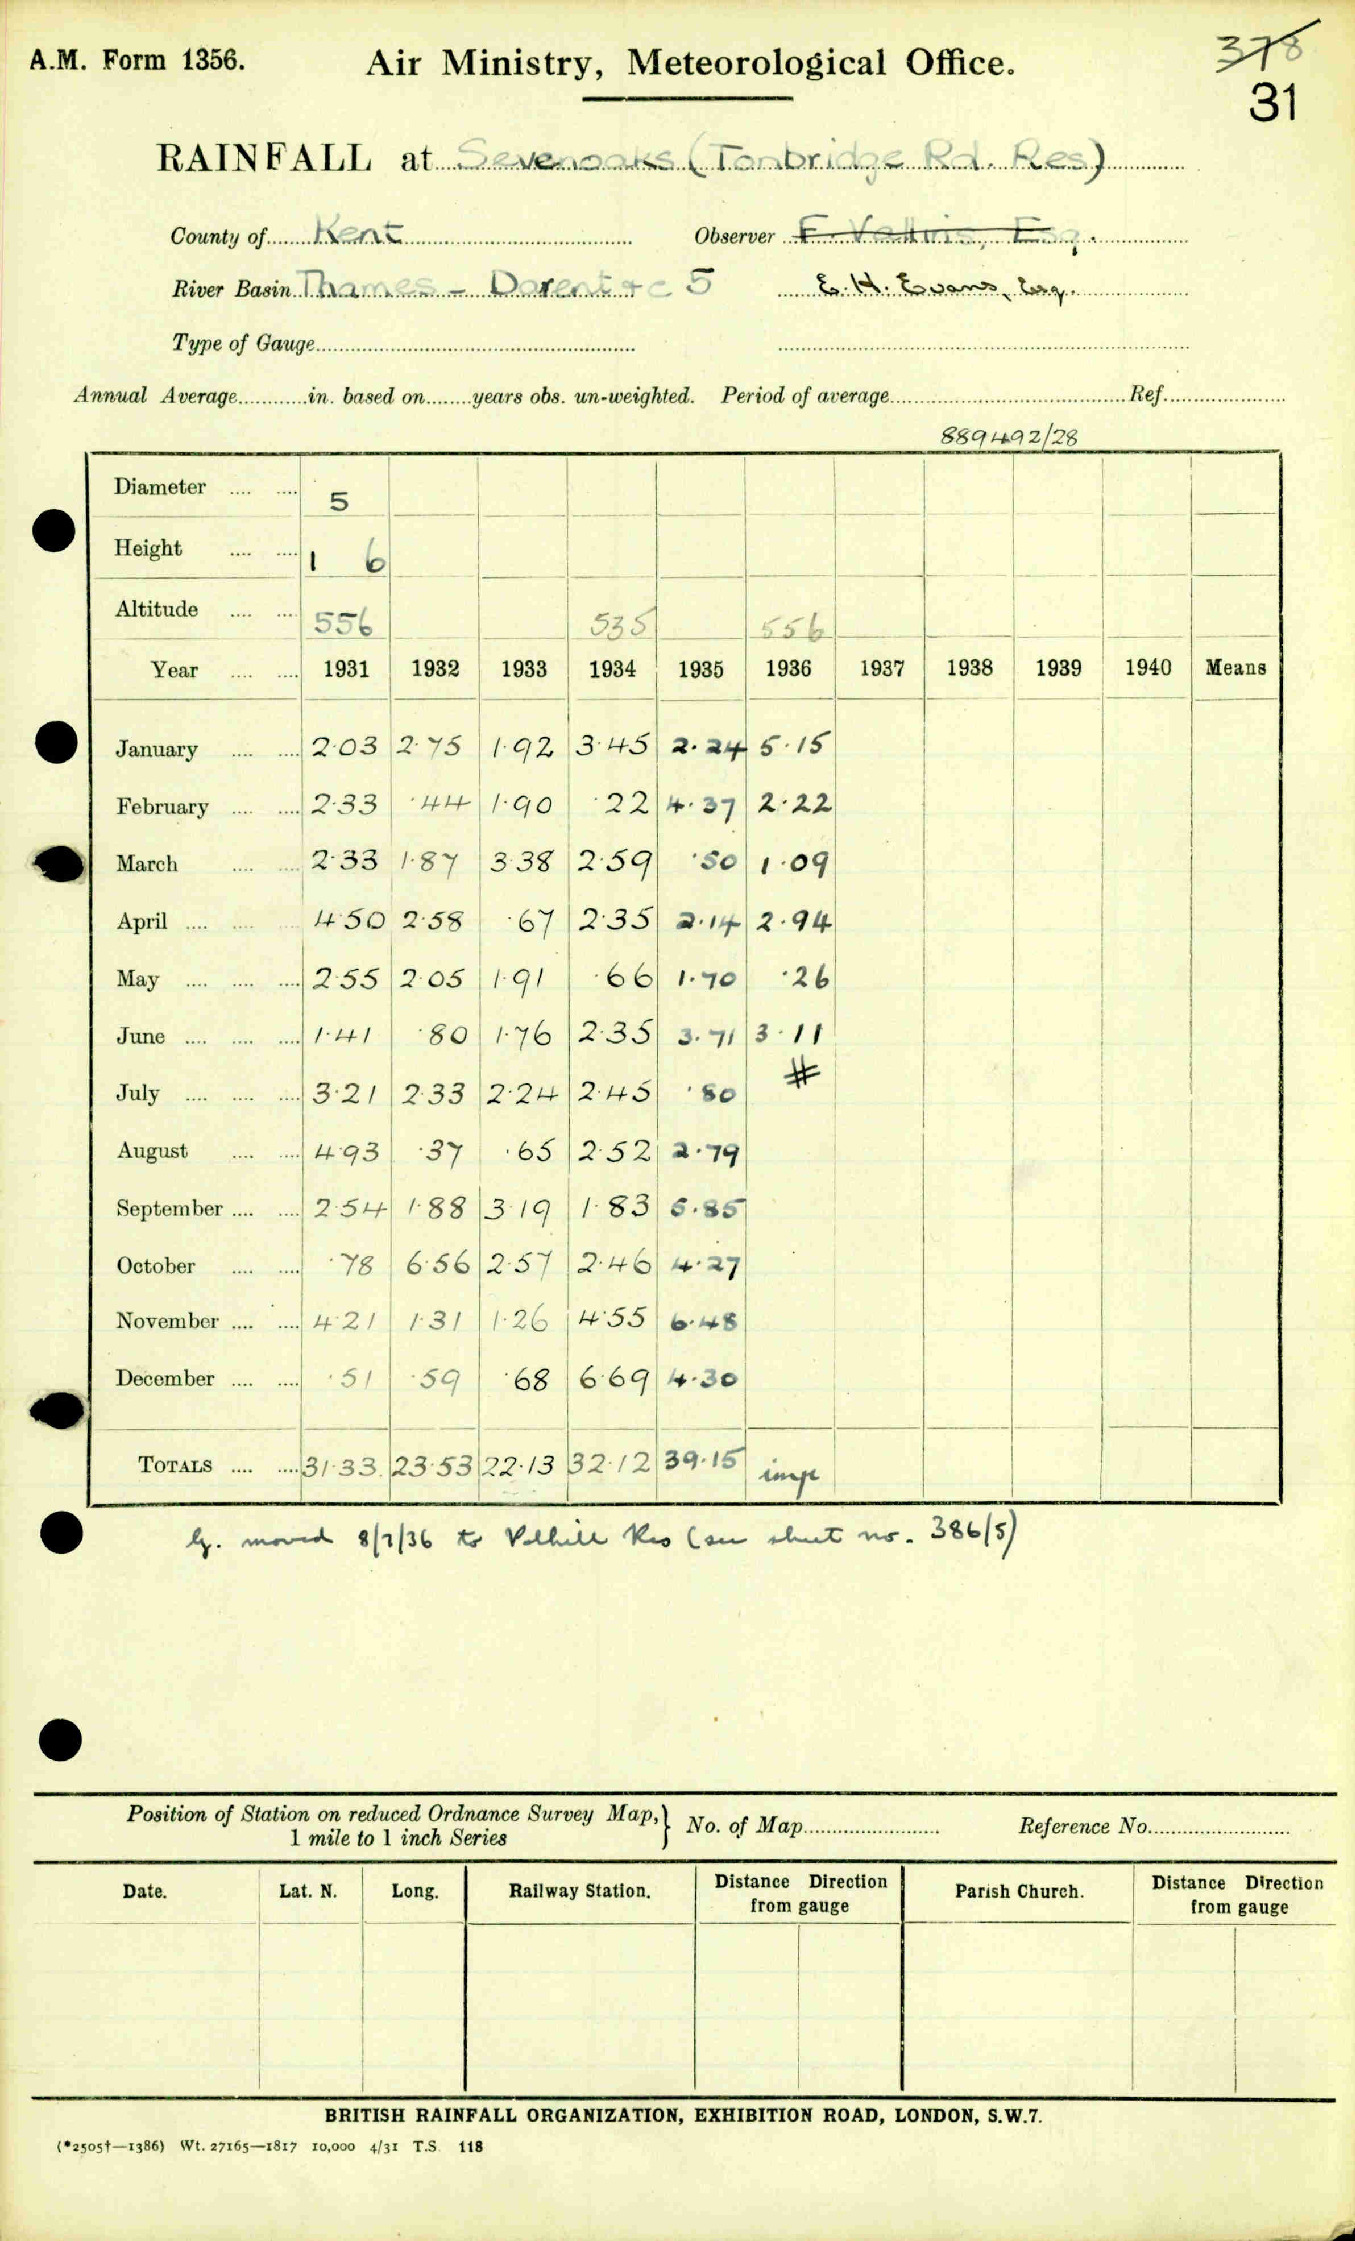 A.M. Form 1356. Air Ministry, Meteorological Office. 378
31
RAINFALL at Sevenoaks (Tonbridge Rd. Res)
County of Kent Observer F. Vallins, Esq.
River Basin Thames - Darent & c 5 E. H. Evans, Esq.
Type of Gauge
Annual Average in. based on years obs. un-weighted. Period of average Ref.
889492/28
Diameter 5
Height 1 6
Altitude 556 535 556
Year 1931 1932 1933 1934 1935 1936 1937 1938 1939 1940 Means
January 2·03 2·75 1·92 3·45 2·24 5·15
February 2·33 ·44 1·90 ·22 4·37 2·22
March 2·33 1·87 3·38 2·59 ·50 1·09
April 4·50 2·58 ·67 2·35 2·14 2·94
May 2·55 2·05 1·91 ·66 1·70 ·26
June 1·41 ·80 1·76 2·35 3·71 3·11
July 3·21 2·33 2·24 2·45 ·80 #
August 4·93 ·37 ·65 2·52 2·79
September 2·54 1·88 3·19 1·83 5·85
October ·78 6·56 2·57 2·46 4·27
November 4·21 1·31 1·26 4·55 6·48
December ·51 ·59 ·68 6·69 4·30
TOTALS 31·33 23·53 22·13 32·12 39·15 imp
G. moved 8/7/36 to Polhill Res (see sheet no. 386/5)
Position of Station on reduced Ordnance Survey Map, } No. of Map Reference No.
1 mile to 1 inch Series
Date. Lat. N. Long. Railway Station. Distance Direction from gauge Parish Church. Distance Direction from gauge
BRITISH RAINFALL ORGANIZATION, EXHIBITION ROAD, LONDON, S.W.7.
(*2505†—1386) Wt. 27165—1817 10,000 4/31 T.S. 118